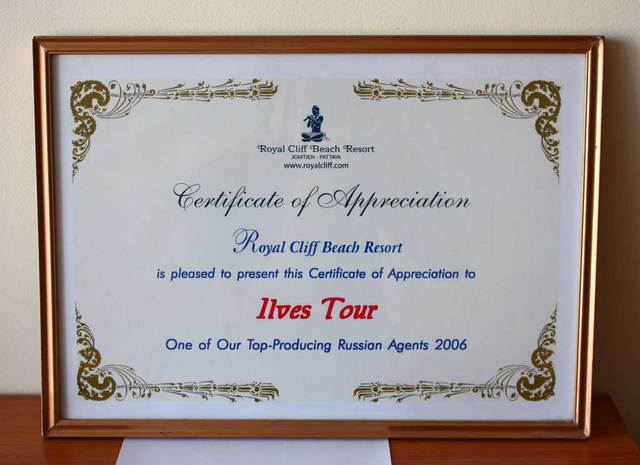 Royal Cliff Beach Resort
JOMTIEN - PATTAYA
www.royalcliff.com
Certificate of Appreciation
Royal Cliff Beach Resort
is pleased to present this Certificate of Appreciation to
Ilves Tour
One of Our Top-Producing Russian Agents 2006